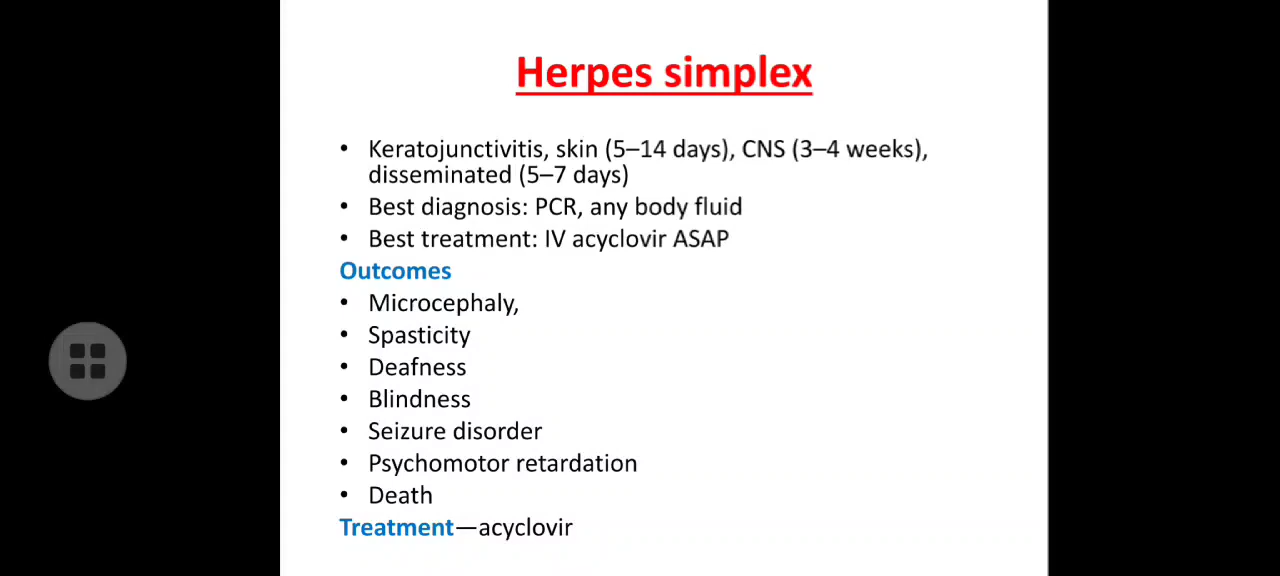 Herpes simplex
• Keratojunctivitis, skin (5–14 days), CNS (3–4 weeks),
disseminated (5–7 days)
• Best diagnosis: PCR, any body fluid
• Best treatment: IV acyclovir ASAP
Outcomes
• Microcephaly,
• Spasticity
• Deafness
• Blindness
• Seizure disorder
• Psychomotor retardation
• Death
Treatment—acyclovir